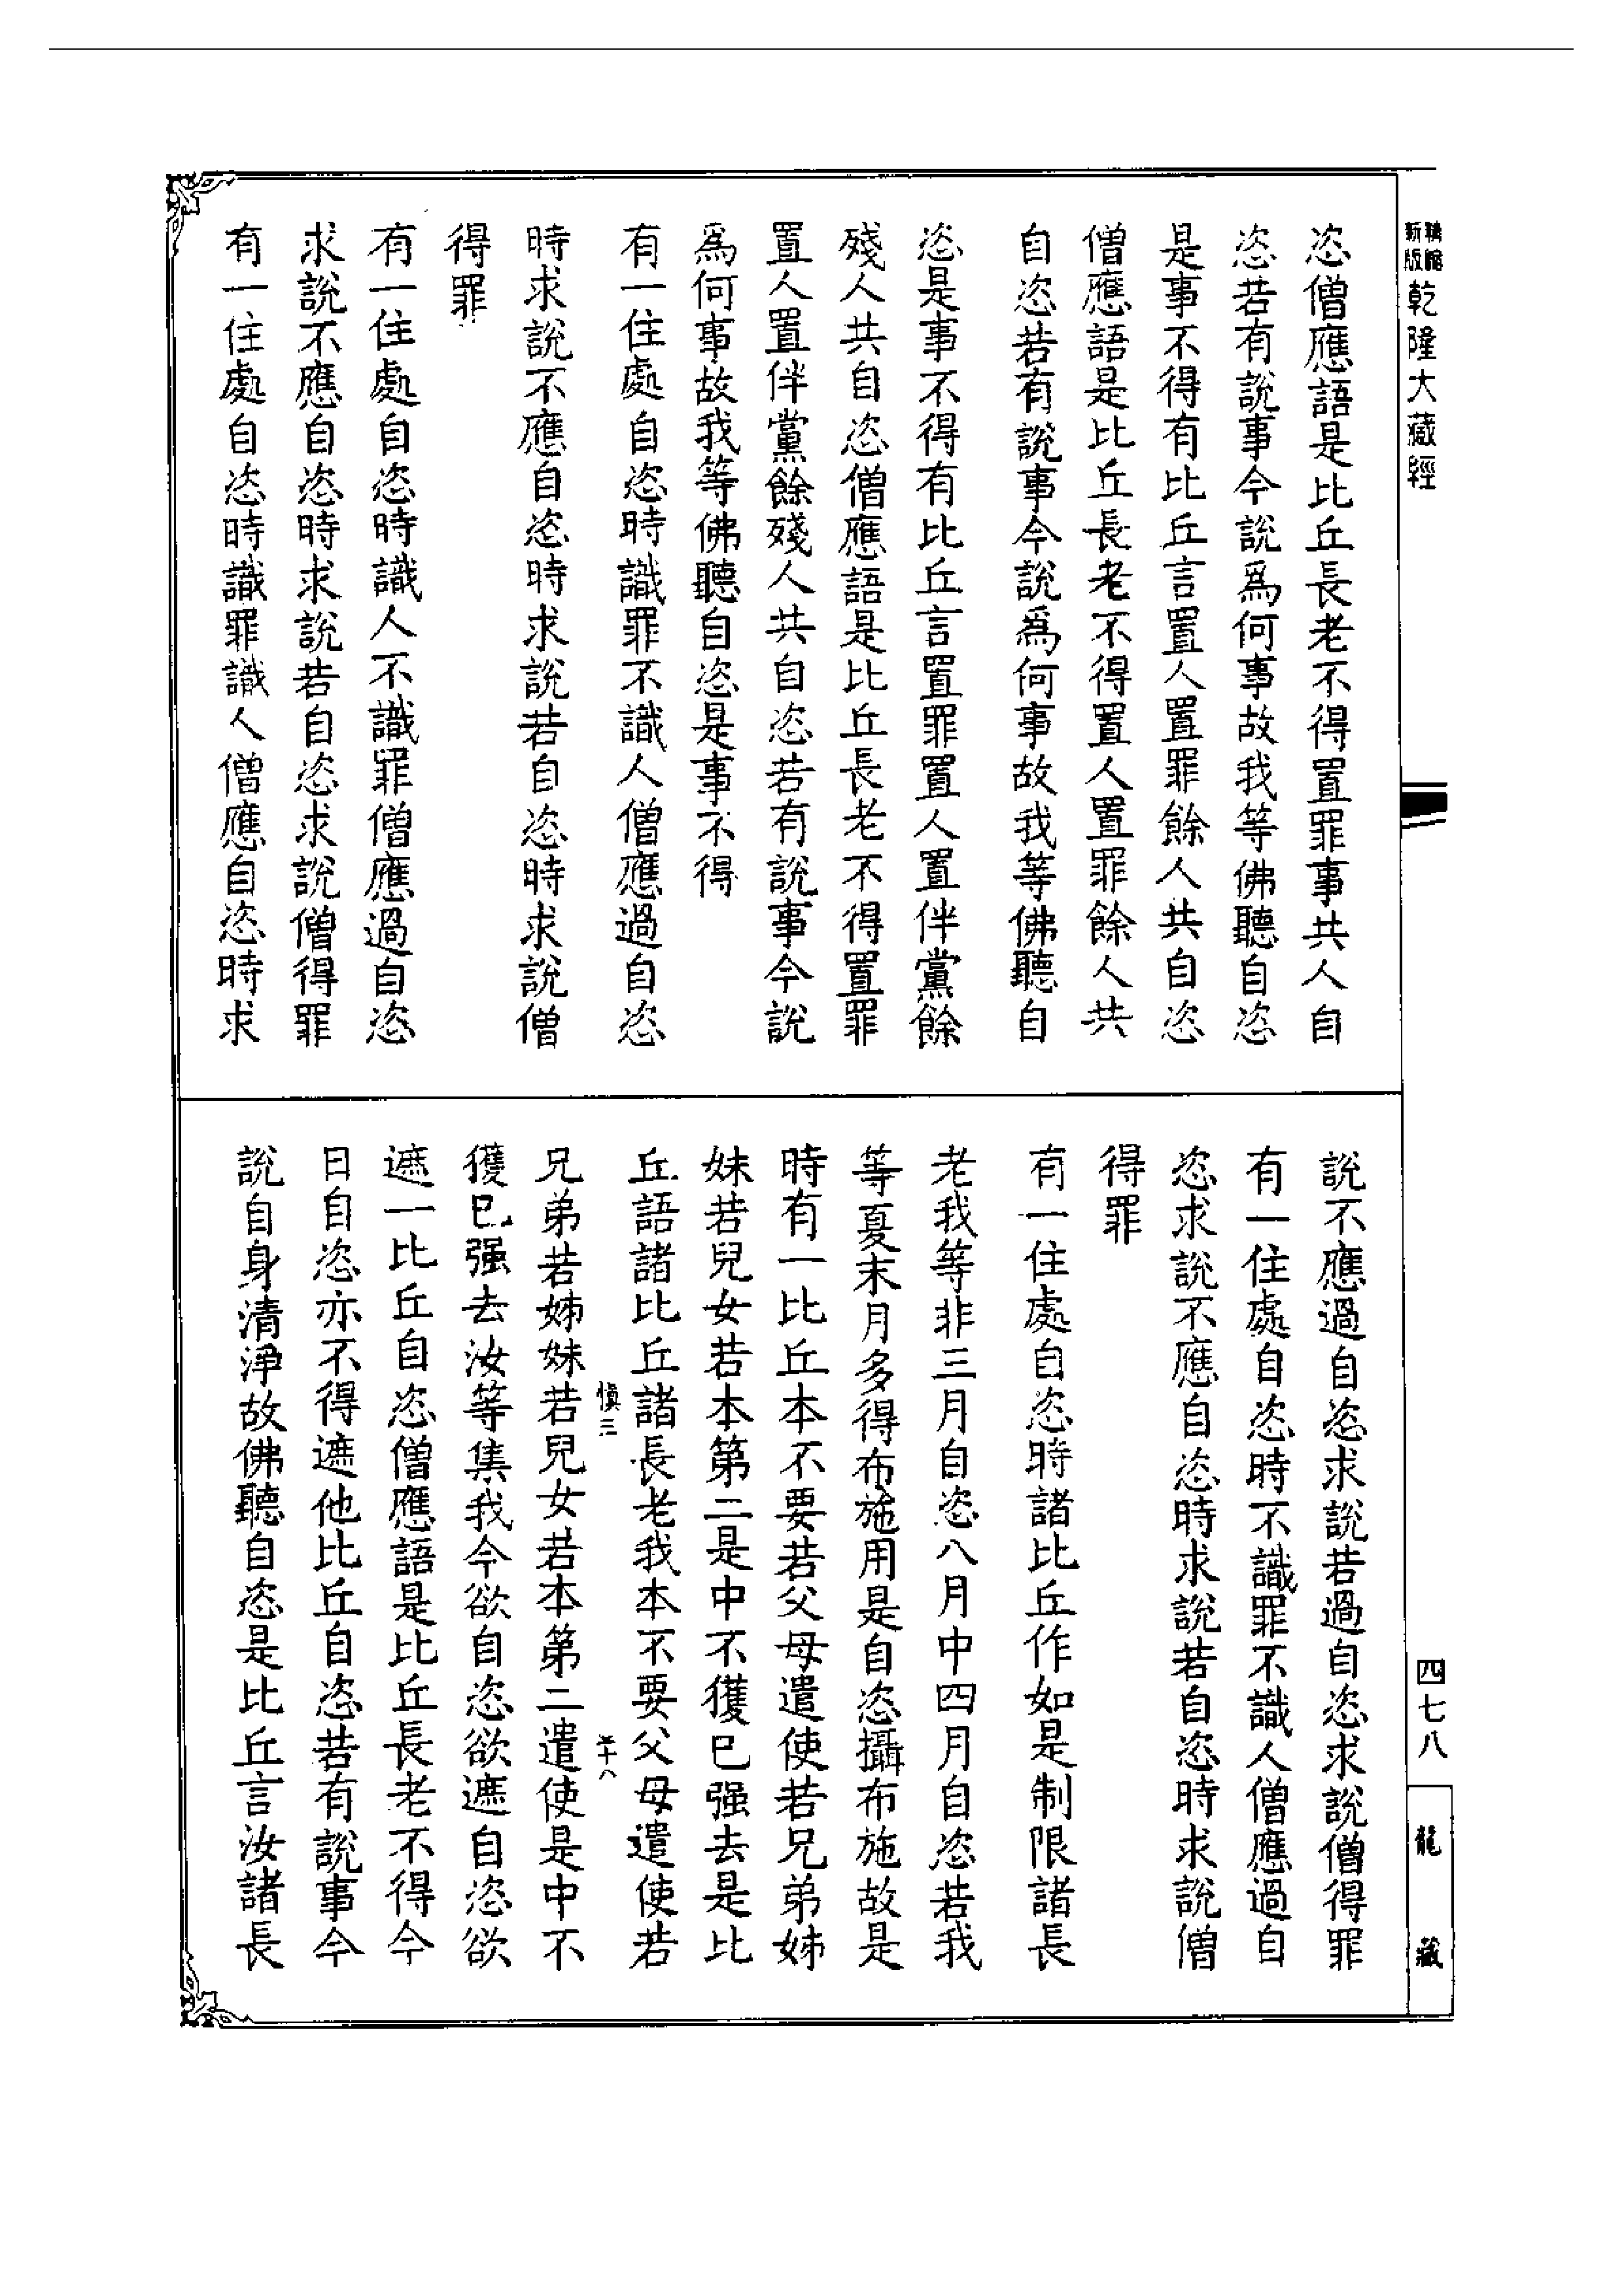 新版乾隆大藏經
恣僧應語是比丘長老不得置罪事共人自
恣若有說事今說爲何事故我等佛聽自恣
是事不得有比丘言置人置罪餘人共自恣
僧應語是比丘長老不得置人置罪餘人共
自恣若有說事今說爲何事故我等佛聽自
恣是事不得有比丘言置罪置人置伴黨餘
殘人共自恣僧應語是比丘長老不得置罪
置人置伴黨餘殘人共自恣若有說事今說
爲何事故我等佛聽自恣是事不得
有一住處自恣時識罪不識人僧應過自恣
時求說不應自恣時求說若自恣時求說僧
得罪
有一住處自恣時識人不識罪僧應過自恣
求說不應自恣時求說若自恣求說僧得罪
有一住處自恣時識罪識人僧應自恣時求
說不應過自恣求說若過自恣求說僧得罪
有一住處自恣時不識罪不識人僧應過自
恣求說不應自恣時求說若自恣時求說僧
得罪
有一住處自恣時諸比丘作如是制限諸長
老我等非三月自恣八月中四月自恣若我
等夏末月多得布施用是自恣攝布施故是
時有一比丘本不要若父母遣使若兄弟姊
妹若兒女若本第二是中不獲已强去是比
丘語諸比丘諸長老我本不要父母遣使若
慎三
十八
兄弟若姊妹若兒女若本第二遣使是中不
獲已强去汝等集我今欲自恣欲遮自恣欲
遮一比丘自恣僧應語是比丘長老不得今
日自恣亦不得遮他比丘自恣若有說事今
說自身清淨故佛聽自恣是比丘言汝諸長
四七八
龍藏